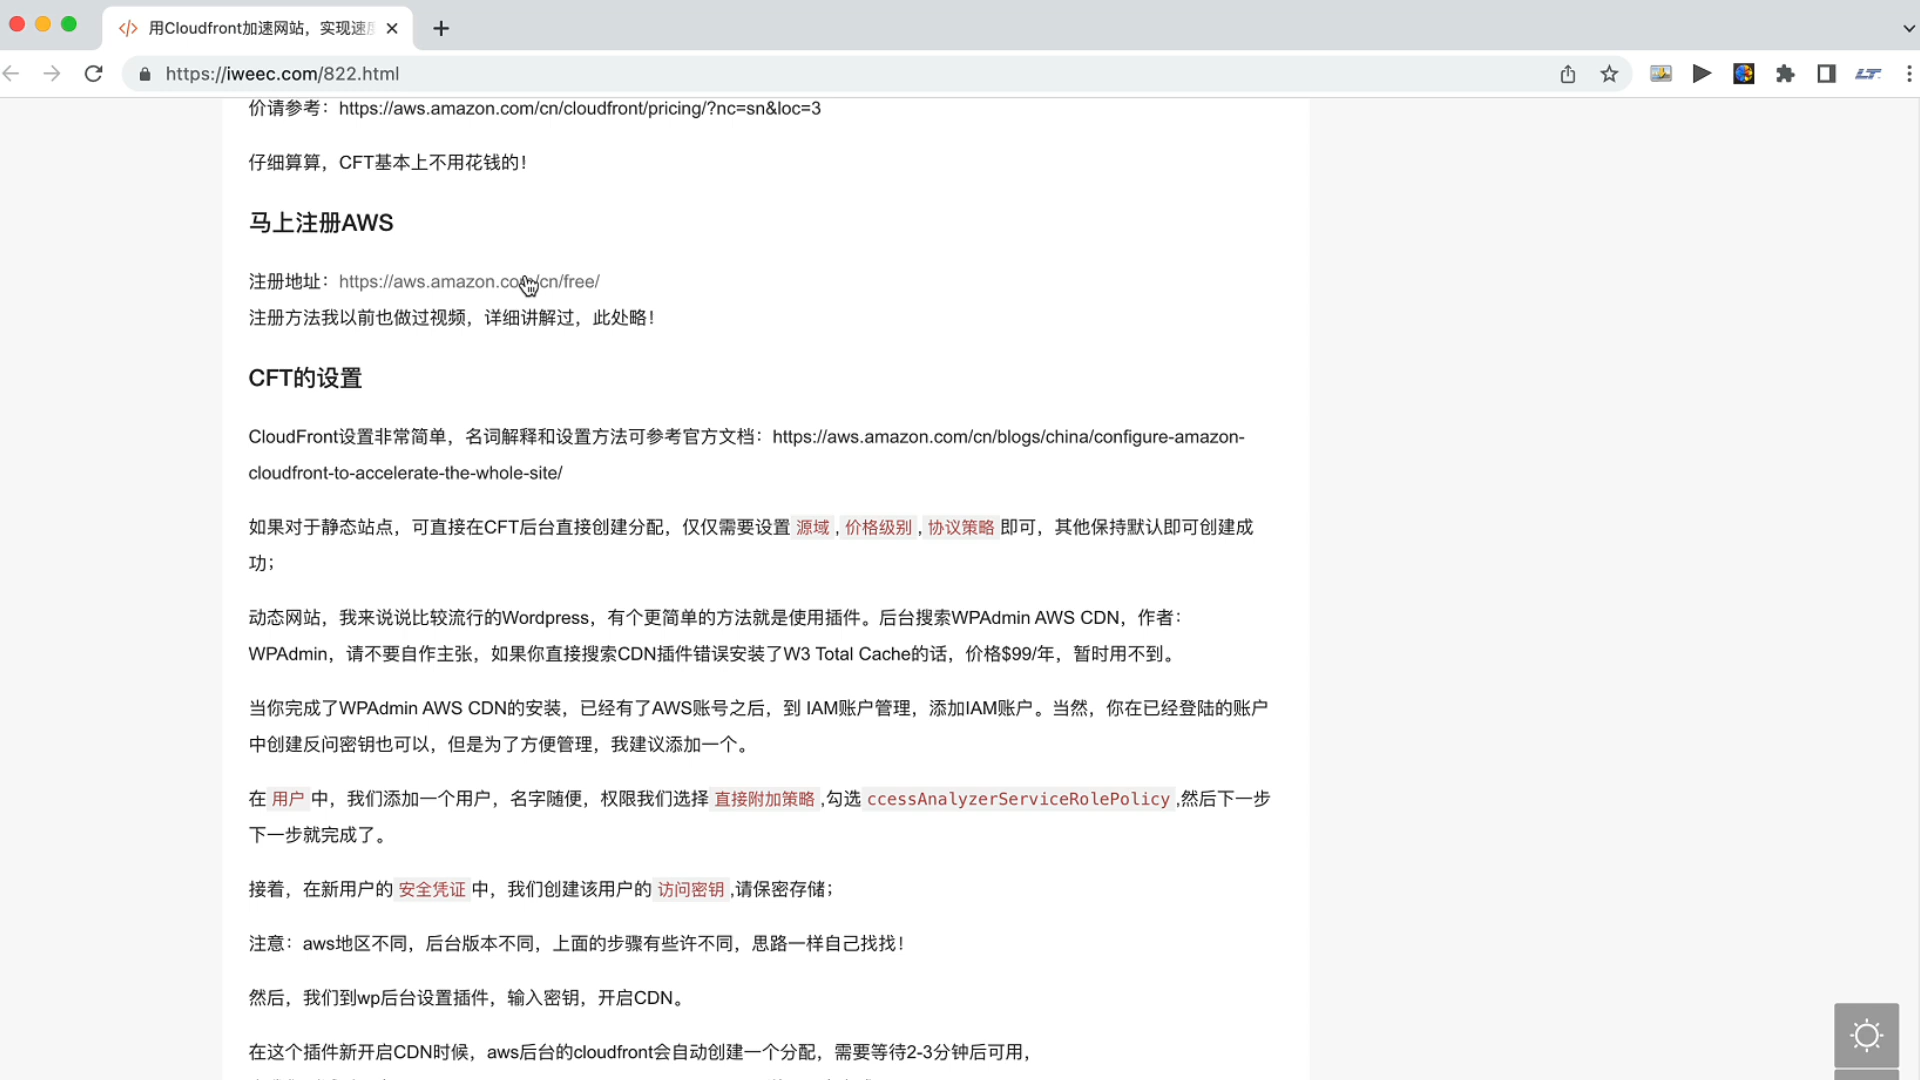 用Cloudfront加速网站，实现速
https://iweec.com/822.html
价请参考：https://aws.amazon.com/cn/cloudfront/pricing/?nc=sn&loc=3
仔细算算，CFT基本上不用花钱的！
马上注册AWS
注册地址：https://aws.amazon.com/cn/free/
注册方法我以前也做过视频，详细讲解过，此处略！
CFT的设置
CloudFront设置非常简单，名词解释和设置方法可参考官方文档：https://aws.amazon.com/cn/blogs/china/configure-amazon-
cloudfront-to-accelerate-the-whole-site/
如果对于静态站点，可直接在CFT后台直接创建分配，仅仅需要设置 源域 , 价格级别 , 协议策略 即可，其他保持默认即可创建成
功；
动态网站，我来说说比较流行的Wordpress，有个更简单的方法就是使用插件。后台搜索WPAdmin AWS CDN，作者：
WPAdmin，请不要自作主张，如果你直接搜索CDN插件错误安装了W3 Total Cache的话，价格$99/年，暂时用不到。
当你完成了WPAdmin AWS CDN的安装，已经有了AWS账号之后，到 IAM账户管理，添加IAM账户。当然，你在已经登陆的账户
中创建反问密钥也可以，但是为了方便管理，我建议添加一个。
在 用户 中，我们添加一个用户，名字随便，权限我们选择 直接附加策略 ,勾选 ccessAnalyzerServiceRolePolicy ,然后下一步
下一步就完成了。
接着，在新用户的 安全凭证 中，我们创建该用户的 访问密钥 ,请保密存储；
注意：aws地区不同，后台版本不同，上面的步骤有些许不同，思路一样自己找找！
然后，我们到wp后台设置插件，输入密钥，开启CDN。
在这个插件新开启CDN时候，aws后台的cloudfront会自动创建一个分配，需要等待2-3分钟后可用，